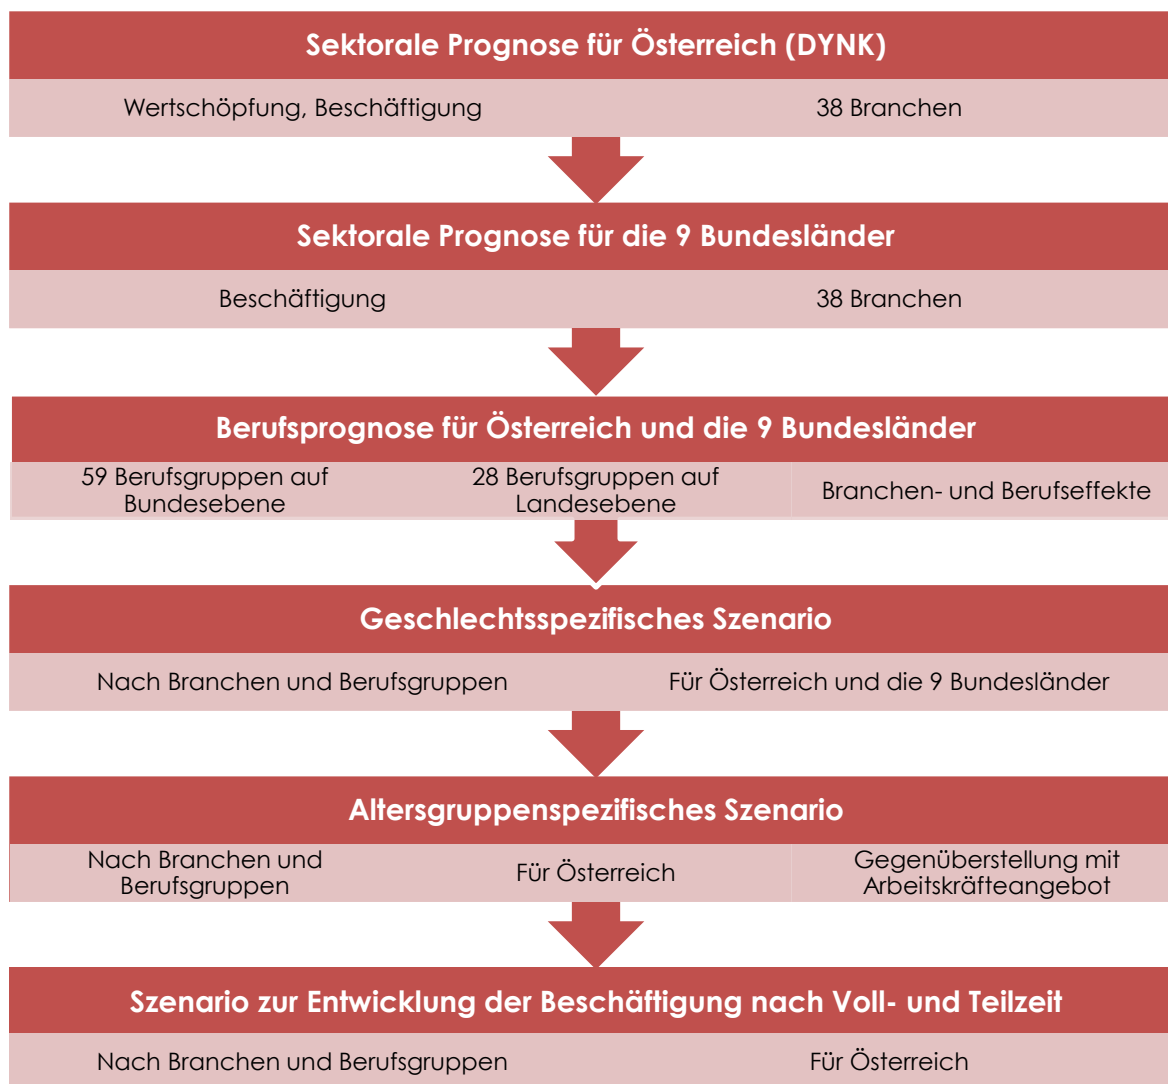 Sektorale Prognose für Österreich (DYNK)
Wertschöpfung, Beschäftigung
38 Branchen
Sektorale Prognose für die 9 Bundesländer
Beschäftigung
38 Branchen
Berufsprognose für Österreich und die 9 Bundesländer
59 Berufsgruppen auf
Bundesebene
28 Berufsgruppen auf
Landesebene
Branchen- und Berufseffekte
Geschlechtsspezifisches Szenario
Nach Branchen und Berufsgruppen
Für Österreich und die 9 Bundesländer
Altersgruppenspezifisches Szenario
Nach Branchen und
Berufsgruppen
Für Österreich
Gegenüberstellung mit
Arbeitskräfteangebot
Szenario zur Entwicklung der Beschäftigung nach Voll- und Teilzeit
Nach Branchen und Berufsgruppen
Für Österreich